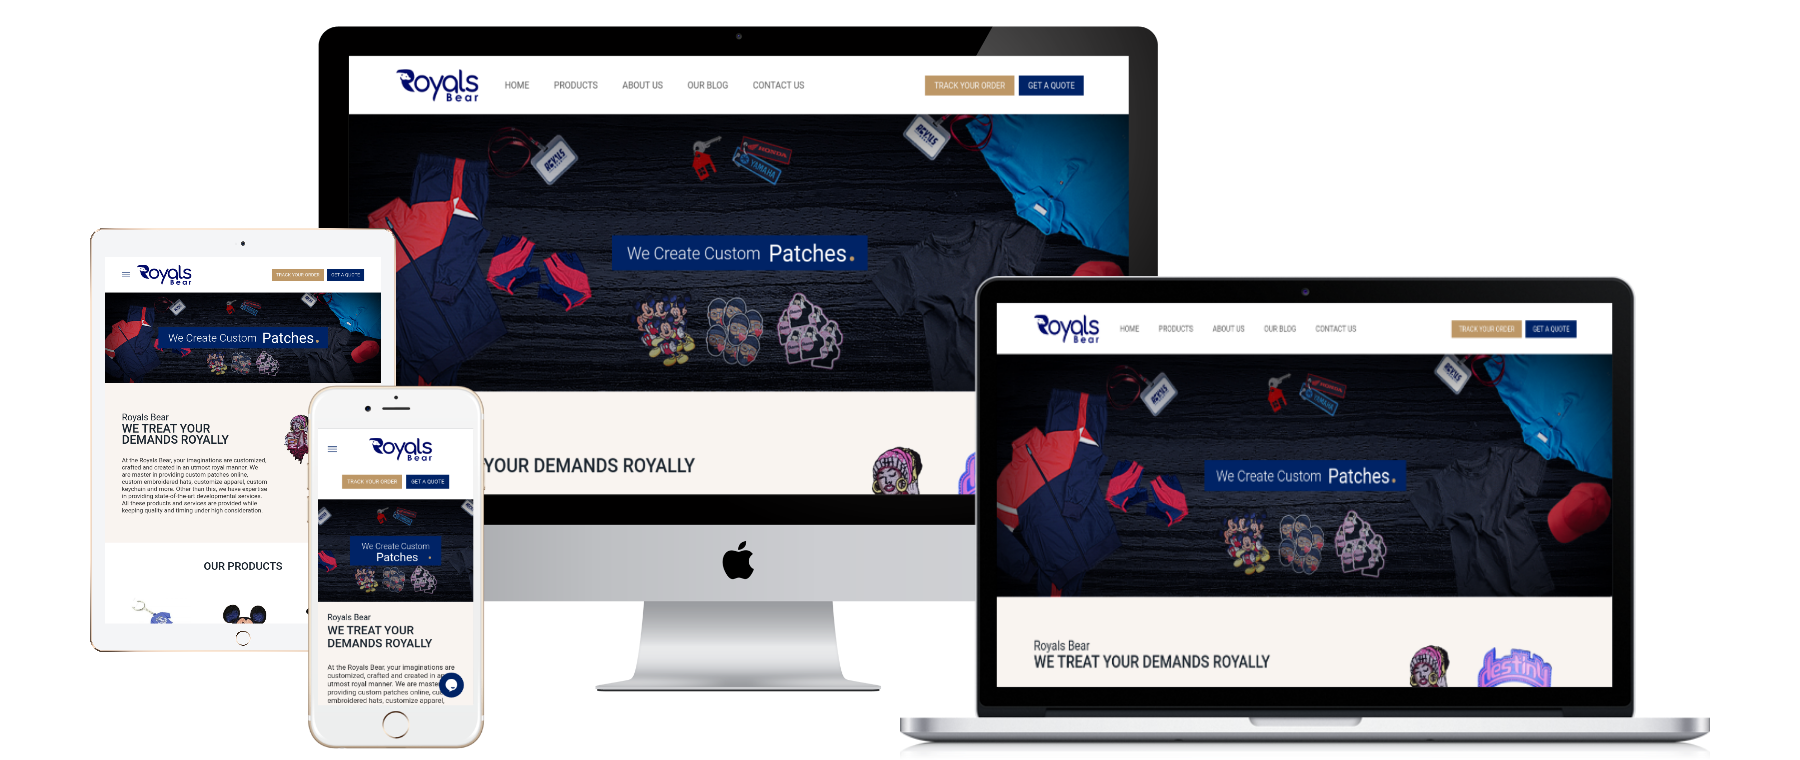 Royals
Bear
HOME
PRODUCTS
ABOUT US
OUR BLOG
CONTACT US
TRACK YOUR ORDER
GET A QUOTE
HONDA
YAMAHA
We Create Custom Patches.
YOUR DEMANDS ROYALLY
Royals
Bear
TRACK YOUR ORDER
GET A QUOTE
We Create Custom Patches.
Royals Bear
WE TREAT YOUR
DEMANDS ROYALLY
At the Royals Bear, your imaginations are customized,
crafted and created in an utmost royal manner. We
are master in providing custom patches online,
custom embroidered hats, customize apparel, custom
keychain and more. Other than this, we have expertise
in providing state-of-the-art developmental services.
All these products and services are provided while
keeping quality and timing under high consideration.
OUR PRODUCTS
Royals
Bear
TRACK YOUR ORDER
GET A QUOTE
We Create Custom
Patches .
Royals Bear
WE TREAT YOUR
DEMANDS ROYALLY
At the Royals Bear, your imaginations are
customized, crafted and created in an
utmost royal manner. We are master
providing custom patches online,
embroidered hats, customize apparel,
Royals
Bear
HOME
PRODUCTS
ABOUT US
OUR BLOG
CONTACT US
TRACK YOUR ORDER
GET A QUOTE
HONDA
YAMAHA
We Create Custom Patches.
Royals Bear
WE TREAT YOUR DEMANDS ROYALLY
destiny